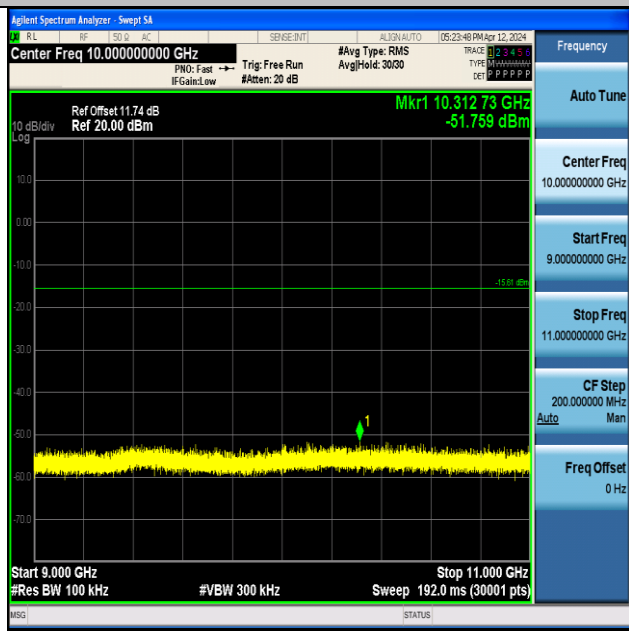 Agilent Spectrum Analyzer - Swept SA
RL RF 50 Ω AC SENSE:INT ALIGN AUTO 05:23:48 PM Apr 12, 2024
Center Freq 10.000000000 GHz
PNO: Fast
IFGain:Low
Trig: Free Run
#Atten: 20 dB
#Avg Type: RMS
Avg|Hold: 30/30
TRACE 1 2 3 4 5 6
TYPE M
DET P P P P P P
Frequency
Auto Tune
Center Freq
10.000000000 GHz
Start Freq
9.000000000 GHz
Stop Freq
11.000000000 GHz
CF Step
200.000000 MHz
Auto Man
Freq Offset
0 Hz
Mkr1 10.312 73 GHz
-51.759 dBm
Ref Offset 11.74 dB
10 dB/div Ref 20.00 dBm
Log
10.0
0.00
-10.0
-15.61 dBm
-20.0
-30.0
-40.0
1
-50.0
-60.0
-70.0
Start 9.000 GHz Stop 11.000 GHz
#Res BW 100 kHz #VBW 300 kHz Sweep 192.0 ms (30001 pts)
MSG STATUS